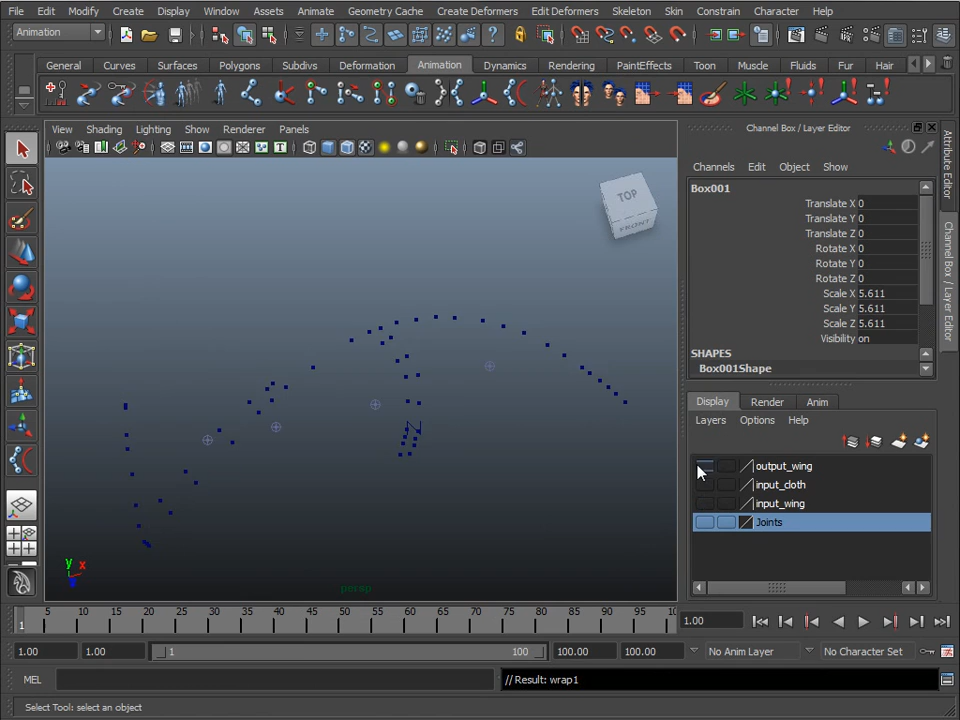 File Edit Modify Create Display Window Assets Animate Geometry Cache Create Deformers Edit Deformers Skeleton Skin Constrain Character Help
Animation
General Curves Surfaces Polygons Subdivs Deformation Animation Dynamics Rendering PaintEffects Toon Muscle Fluids Fur Hair
View Shading Lighting Show Renderer Panels
Channel Box / Layer Editor
Channels Edit Object Show
Box001
Translate X 0
Translate Y 0
Translate Z 0
Rotate X 0
Rotate Y 0
Rotate Z 0
Scale X 5.611
Scale Y 5.611
Scale Z 5.611
Visibility on
SHAPES
Box001Shape
Display Render Anim
Layers Options Help
output_wing
input_cloth
input_wing
Joints
Attribute Editor
Channel Box / Layer Editor
TOP
FRONT
y x
persp
1 5 10 15 20 25 30 35 40 45 50 55 60 65 70 75 80 85 90 95 10
1.00
1.00 1.00 1 100 100.00 100.00 No Anim Layer No Character Set
MEL // Result: wrap1
Select Tool: select an object